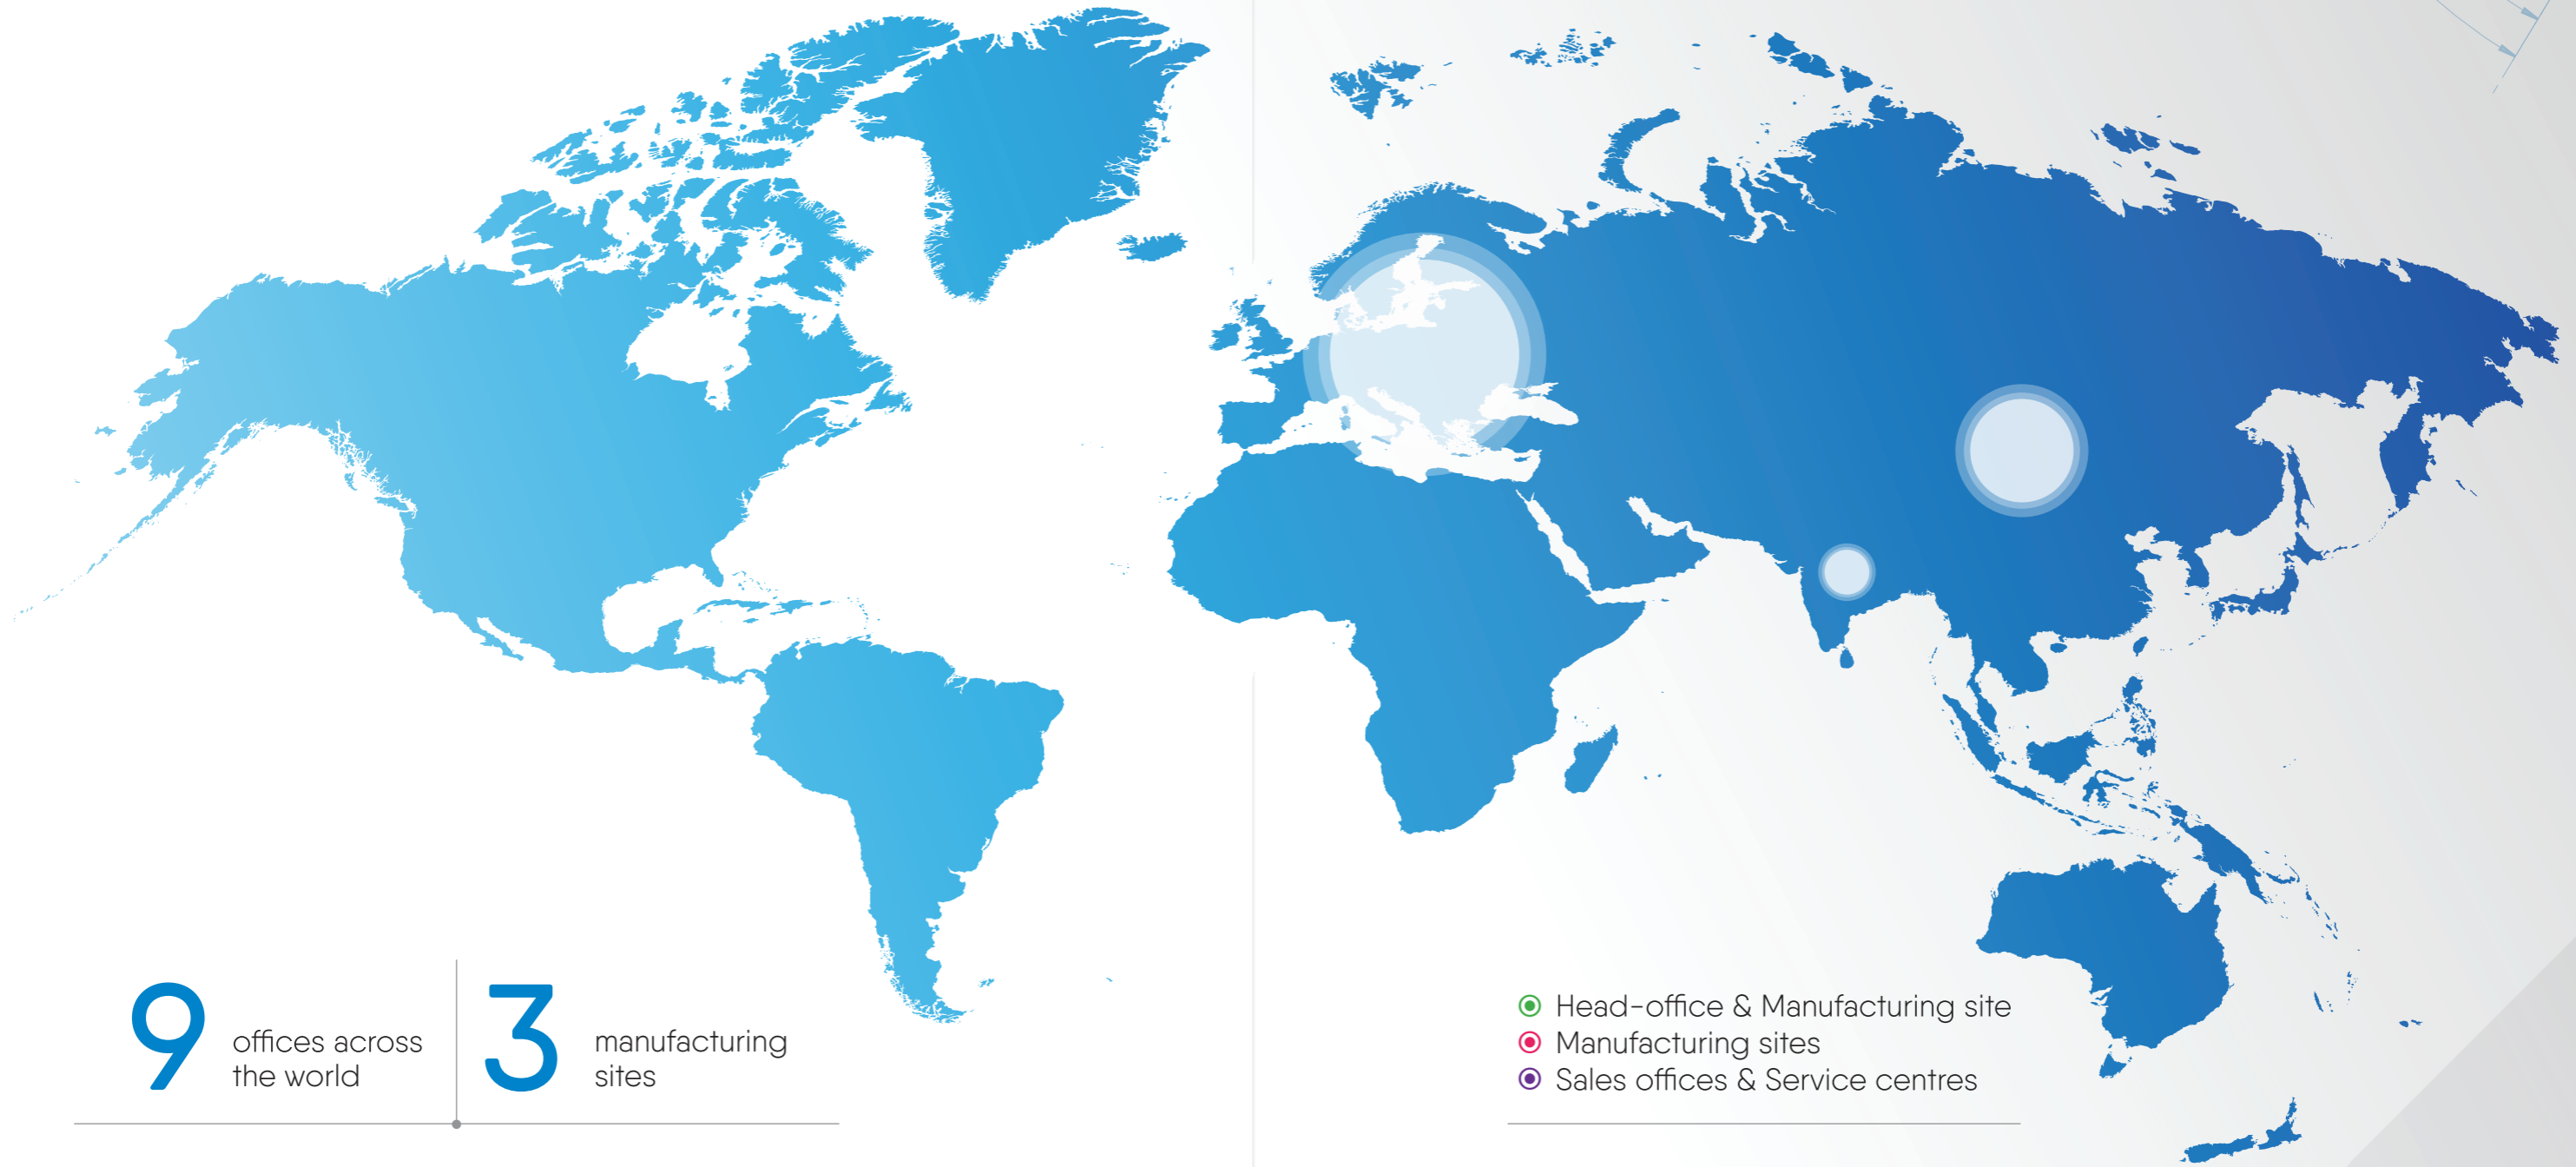 9 offices across
the world
3 manufacturing
sites
Head-office & Manufacturing site
Manufacturing sites
Sales offices & Service centres